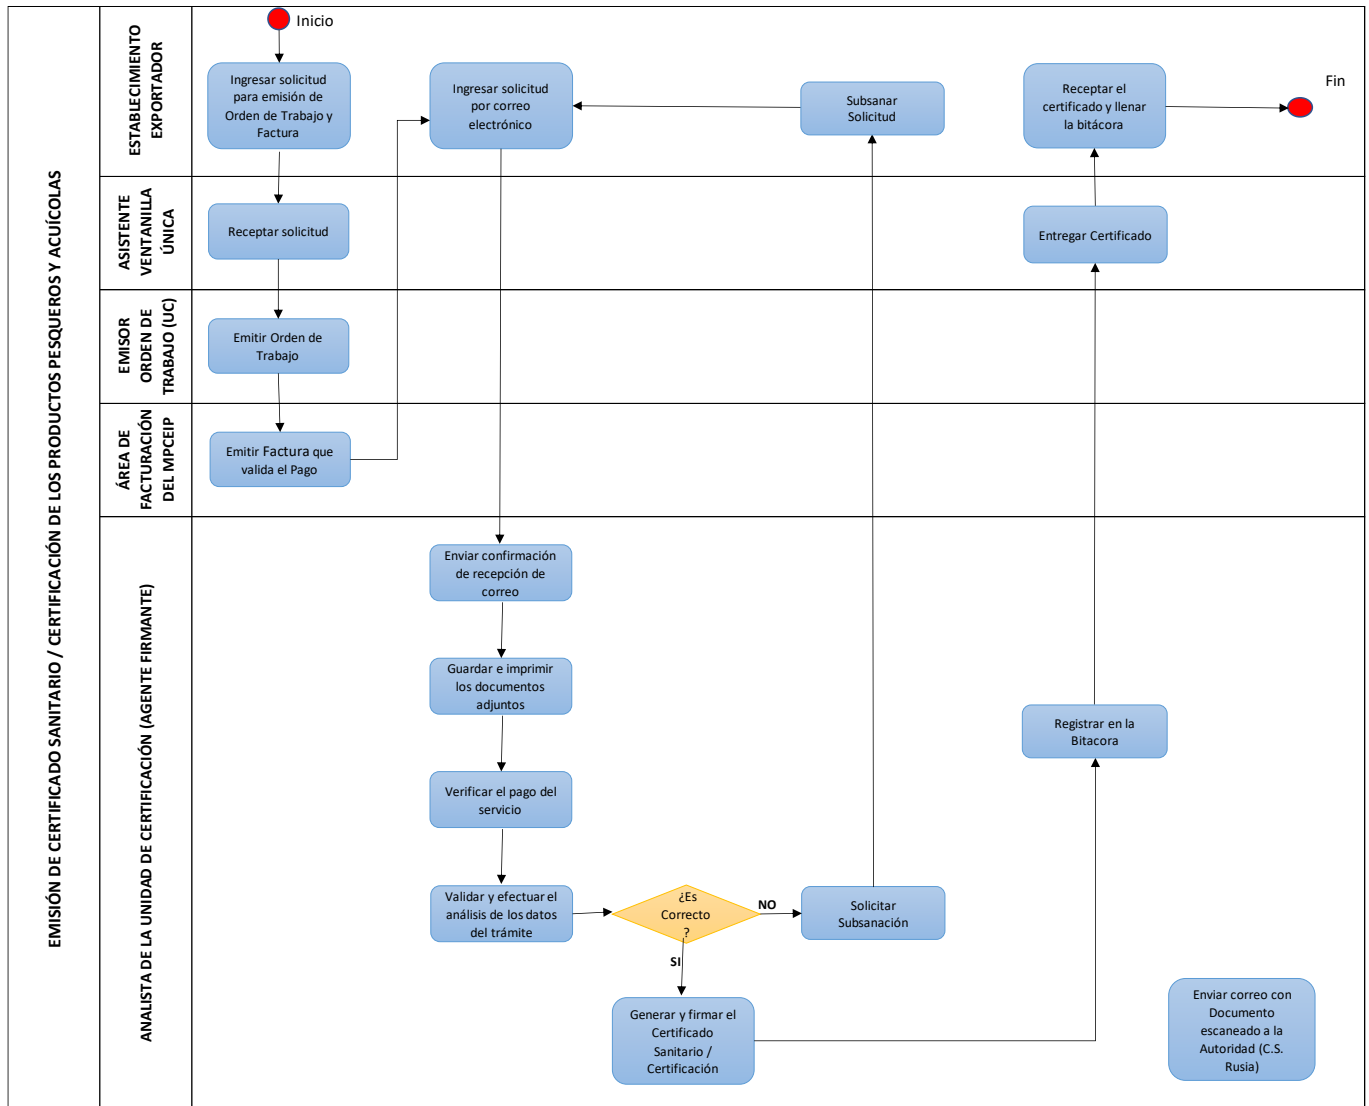 EMISIÓN DE CERTIFICADO SANITARIO / CERTIFICACIÓN DE LOS PRODUCTOS PESQUEROS Y ACUÍCOLAS
ESTABLECIMIENTO
EXPORTADOR
Inicio
Ingresar solicitud
para emisión de
Orden de Trabajo y
Factura
Ingresar solicitud
por correo
electrónico
Subsanar
Solicitud
Receptar el
certificado y llenar
la bitácora
Fin
ASISTENTE
VENTANILLA
ÚNICA
Receptar solicitud
Entregar Certificado
EMISOR
ORDEN DE
TRABAJO (UC)
Emitir Orden de
Trabajo
ÁREA DE
FACTURACIÓN
DEL MPCEIP
Emitir Factura que
valida el Pago
ANALISTA DE LA UNIDAD DE CERTIFICACIÓN (AGENTE FIRMANTE)
Enviar confirmación
de recepción de
correo
Guardar e imprimir
los documentos
adjuntos
Registrar en la
Bitacora
Verificar el pago del
servicio
Validar y efectuar el
análisis de los datos
del trámite
¿Es
Correcto
?
NO
Solicitar
Subsanación
SI
Generar y firmar el
Certificado
Sanitario /
Certificación
Enviar correo con
Documento
escaneado a la
Autoridad (C.S.
Rusia)